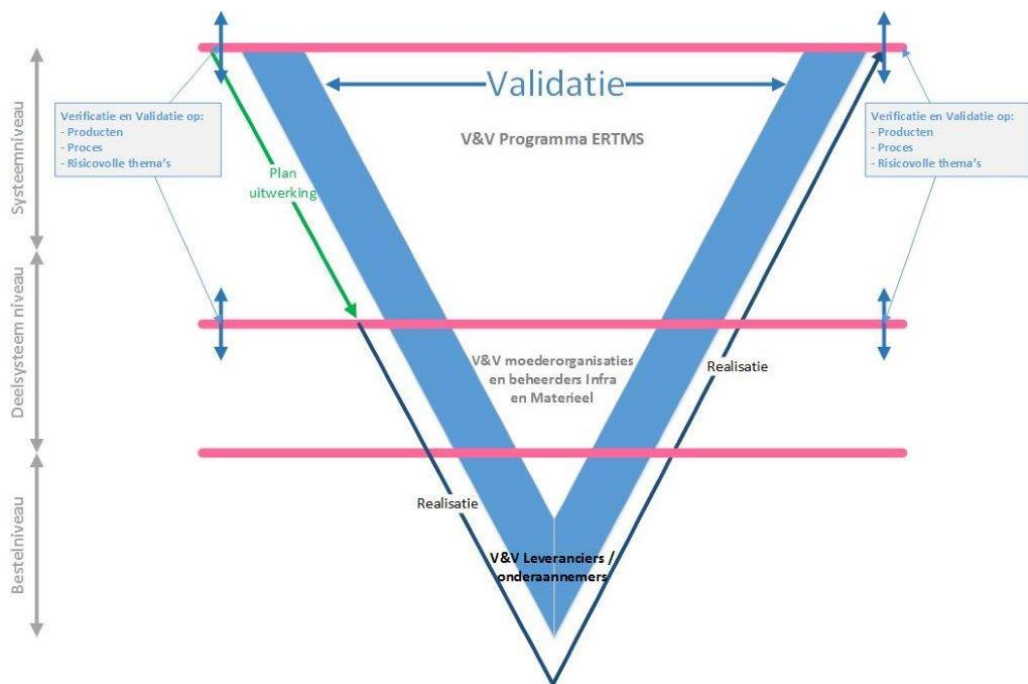 Validatie
V&V Programma ERTMS
Verificatie en Validatie op:
- Producten
- Proces
- Risicovolle thema's
Verificatie en Validatie op:
- Producten
- Proces
- Risicovolle thema's
Plan
uitwerking
Systeemniveau
V&V moederorganisaties
en beheerders Infra
en Materieel
Realisatie
Deelsysteem niveau
Realisatie
V&V Leveranciers /
onderaannemers
Bestelniveau